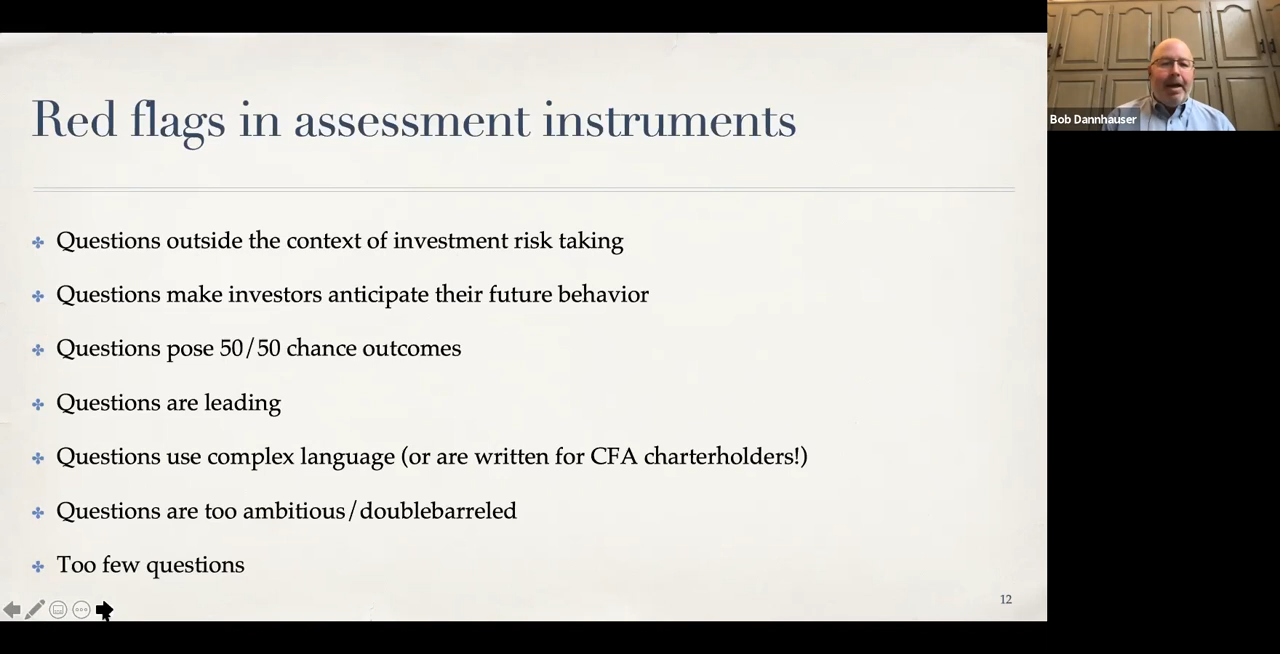 Red flags in assessment instruments
Questions outside the context of investment risk taking
Questions make investors anticipate their future behavior
Questions pose 50/50 chance outcomes
Questions are leading
Questions use complex language (or are written for CFA charterholders!)
Questions are too ambitious/doublebarreled
Too few questions
12
Bob Dannhauser